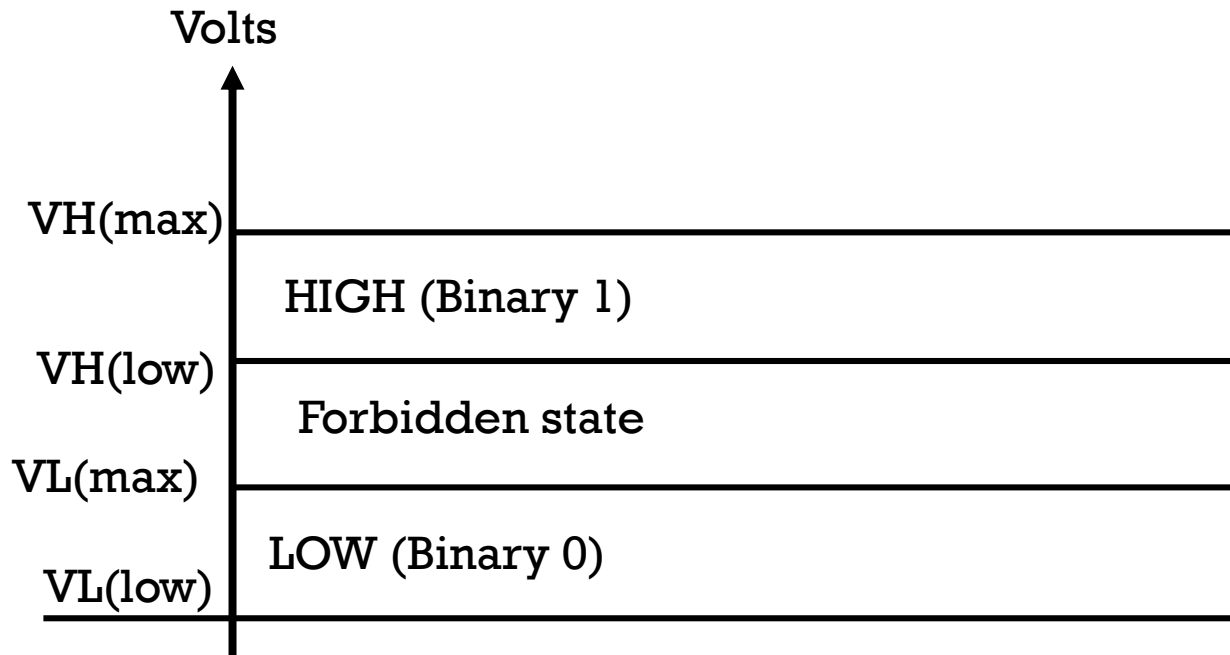 Volts
VH(max)
HIGH (Binary 1)
VH(low)
Forbidden state
VL(max)
LOW (Binary 0)
VL(low)